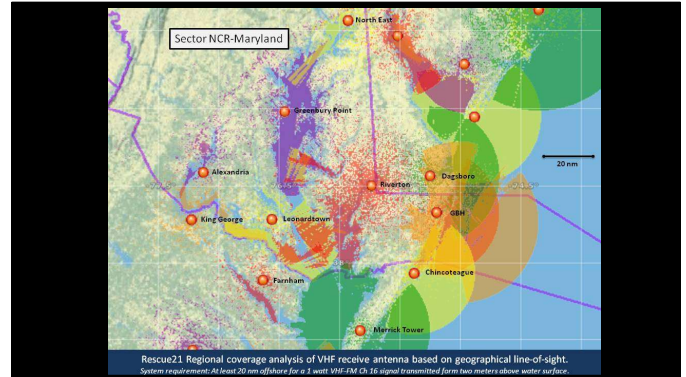 North East
Sector NCR-Maryland
Greenbury Point
20 nm
Alexandria
Dagsboro
Riverton
King George
Leonardtown
GBH
Chincoteague
Farnham
Merrick Tower
Rescue21 Regional coverage analysis of VHF receive antenna based on geographical line-of-sight.
System requirement: At least 20 nm offshore for a 1 watt VHF-FM Ch 16 signal transmitted form two meters above water surface.